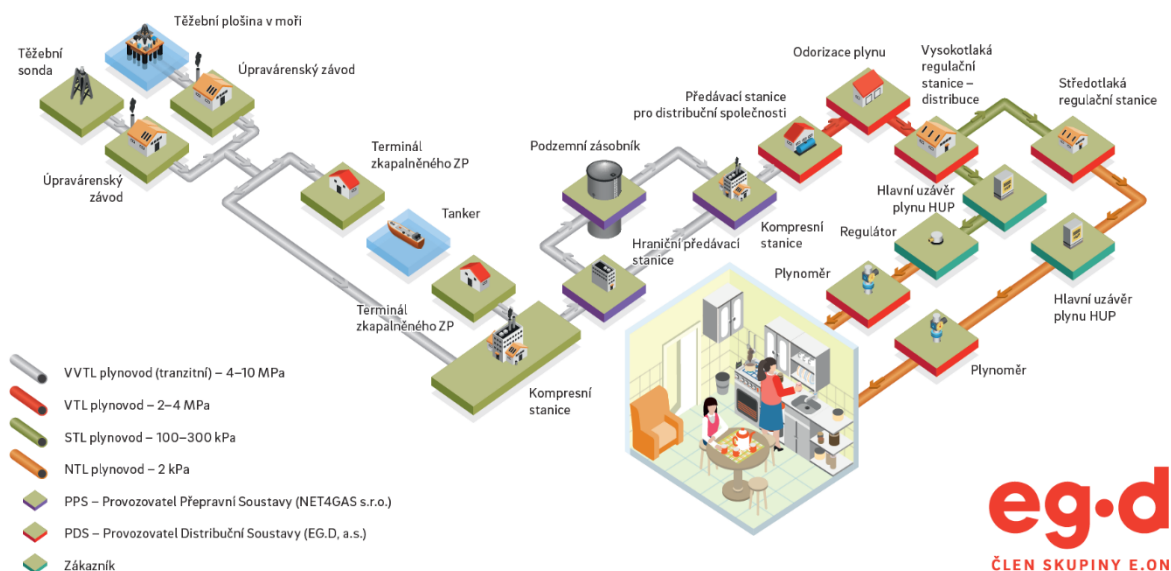 Těžební plošina v moři
Těžební
sonda
Úpravárenský závod
Úpravárenský
závod
Terminál
zkapalněného ZP
Tanker
Terminál
zkapalněného ZP
Kompresní
stanice
Podzemní zásobník
Hraniční předávací
stanice
Kompresní
stanice
Předávací stanice
pro distribuční společnosti
Odorizace plynu
Vysokotlaká
regulační
stanice –
distribuce
Středotlaká
regulační stanice
Hlavní uzávěr
plynu HUP
Regulátor
Plynoměr
Hlavní uzávěr
plynu HUP
Plynoměr
VVTL plynovod (tranzitní) – 4–10 MPa
VTL plynovod – 2–4 MPa
STL plynovod – 100–300 kPa
NTL plynovod – 2 kPa
PPS – Provozovatel Přepravní Soustavy (NET4GAS s.r.o.)
PDS – Provozovatel Distribuční Soustavy (EG.D, a.s.)
Zákazník
eg·d
ČLEN SKUPINY E.ON